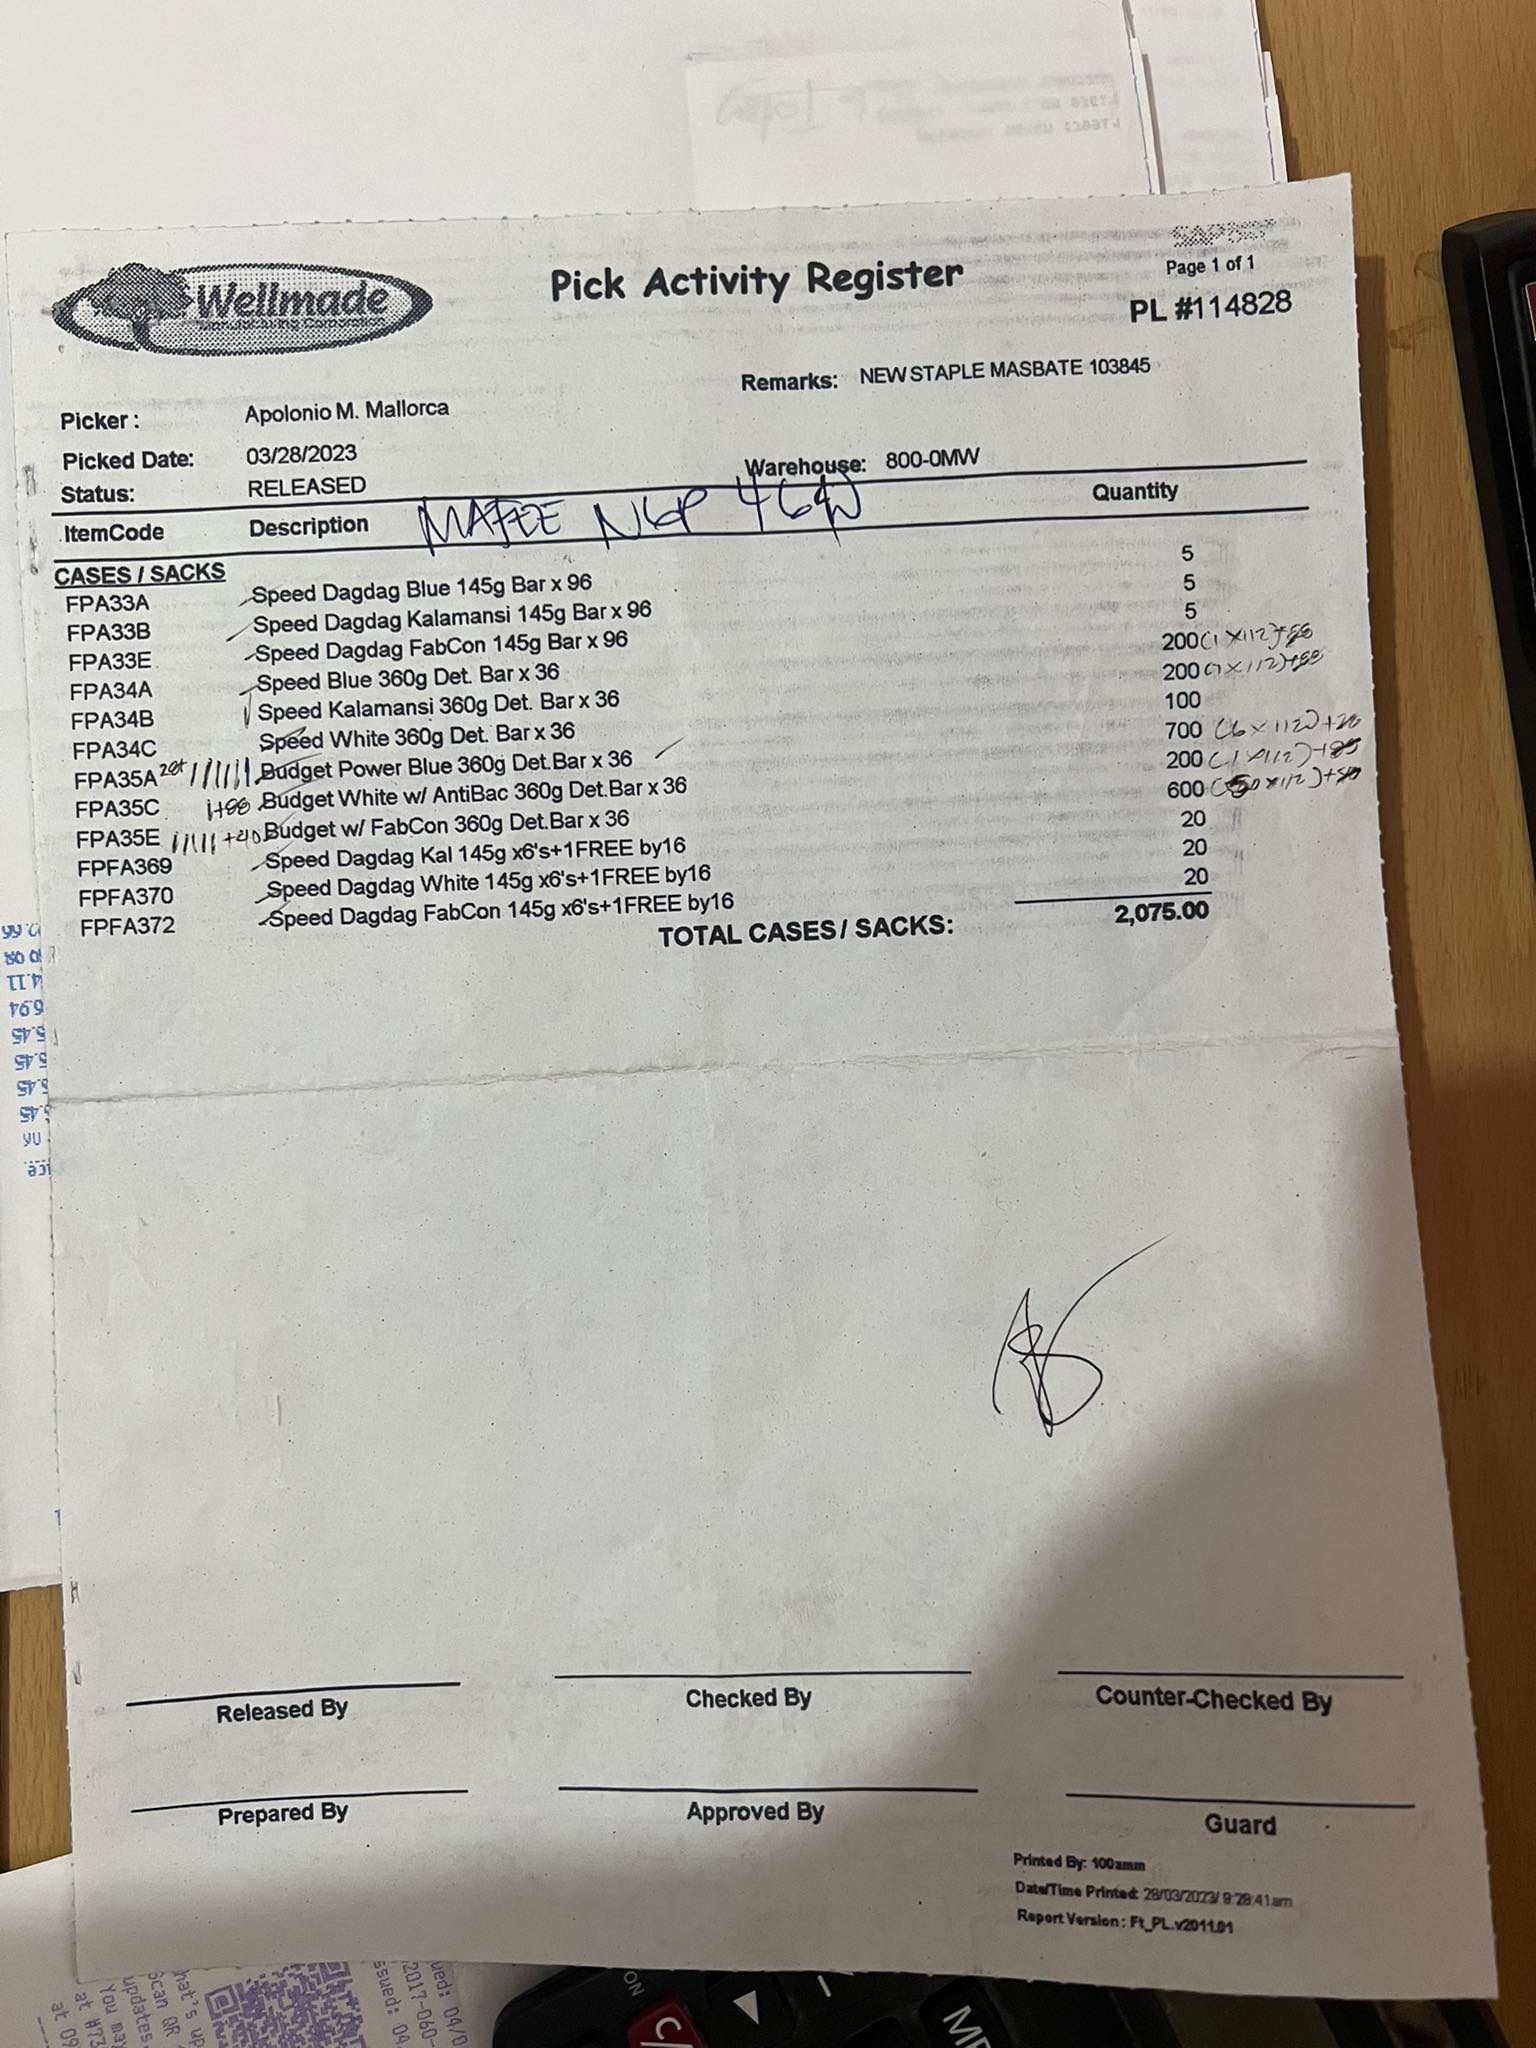 Wellmade
Manufacturing Corporation
Pick Activity Register
Page 1 of 1
PL #114828
Remarks: NEW STAPLE MASBATE 103845
Picker : Apolonio M. Mallorca
Picked Date: 03/28/2023
Warehouse: 800-0MW
Status: RELEASED
ItemCode Description Quantity
CASES / SACKS
FPA33A Speed Dagdag Blue 145g Bar x 96 5
FPA33B Speed Dagdag Kalamansi 145g Bar x 96 5
FPA33E Speed Dagdag FabCon 145g Bar x 96 5
FPA34A Speed Blue 360g Det. Bar x 36 200 (1 x 112)+88
FPA34B Speed Kalamansi 360g Det. Bar x 36 200 (1 x 112)+88
FPA34C Speed White 360g Det. Bar x 36 100
FPA35A Budget Power Blue 360g Det.Bar x 36 700 (6 x 112)+28
FPA35C 1+88 Budget White w/ AntiBac 360g Det.Bar x 36 200 (1 x 112)+88
FPA35E +40 Budget w/ FabCon 360g Det.Bar x 36 600
FPFA369 Speed Dagdag Kal 145g x6's+1FREE by16 20
FPFA370 Speed Dagdag White 145g x6's+1FREE by16 20
FPFA372 Speed Dagdag FabCon 145g x6's+1FREE by16 20
TOTAL CASES / SACKS: 2,075.00
Released By Checked By Counter-Checked By
Prepared By Approved By Guard
Printed By: 100amm
Date/Time Printed: 28/03/2023/ 9:28:41am
Report Version : Ft_PL.v2011.01